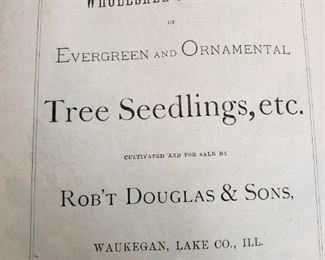 OF
EVERGREEN AND ORNAMENTAL
Tree Seedlings, etc.
CULTIVATED AND FOR SALE BY
ROB'T DOUGLAS & SONS,
WAUKEGAN, LAKE CO., ILL.